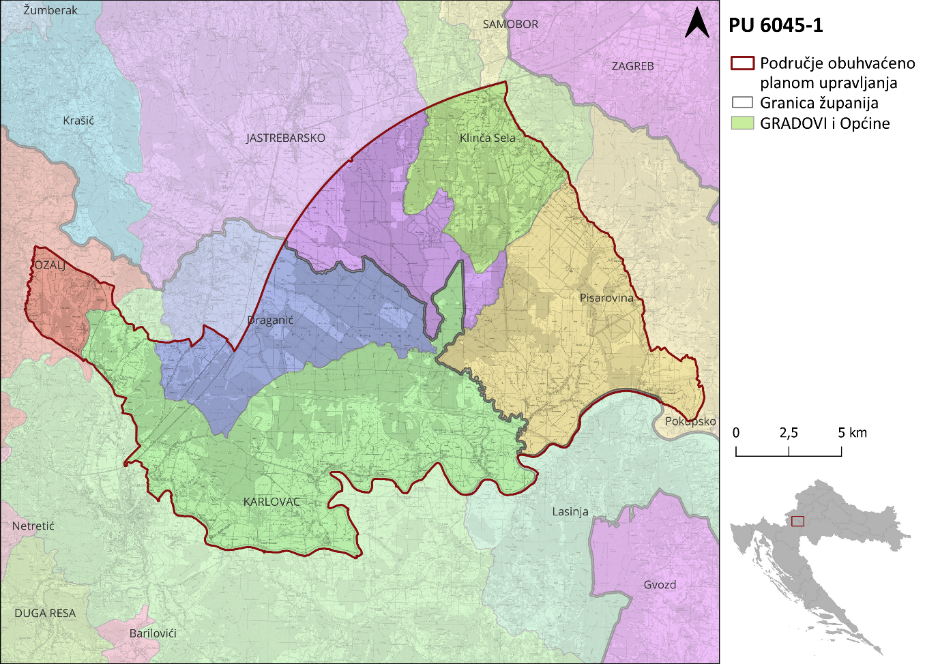 PU 6045-1
Područje obuhvaćeno
planom upravljanja
Granica županija
GRADOVI i Općine
Žumberak
SAMOBOR
ZAGREB
Krašić
JASTREBARSKO
Klinča Sela
OZALJ
Pisarovina
Draganić
Pokupsko
KARLOVAC
Lasinja
Netretić
Gvozd
DUGA RESA
Barilovići
0 2,5 5 km